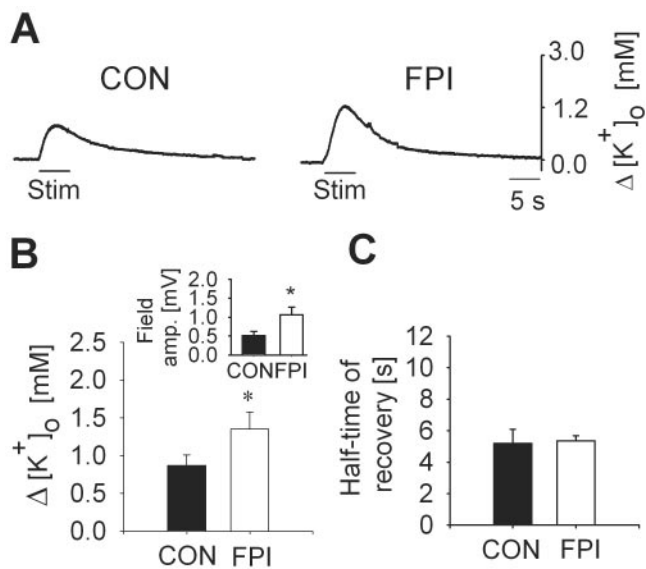 A
CON
FPI
3.0
1.2
0.0
Δ [K+]o [mM]
Stim
Stim
5 s
B
Field
amp. [mV]
2.0
1.5
1.0
0.5
0.0
*
CON FPI
Δ [K+]o [mM]
2.5
2.0
1.5
1.0
0.5
0.0
*
CON FPI
C
Half-time of
recovery [s]
12
10
8
6
4
2
0
CON FPI